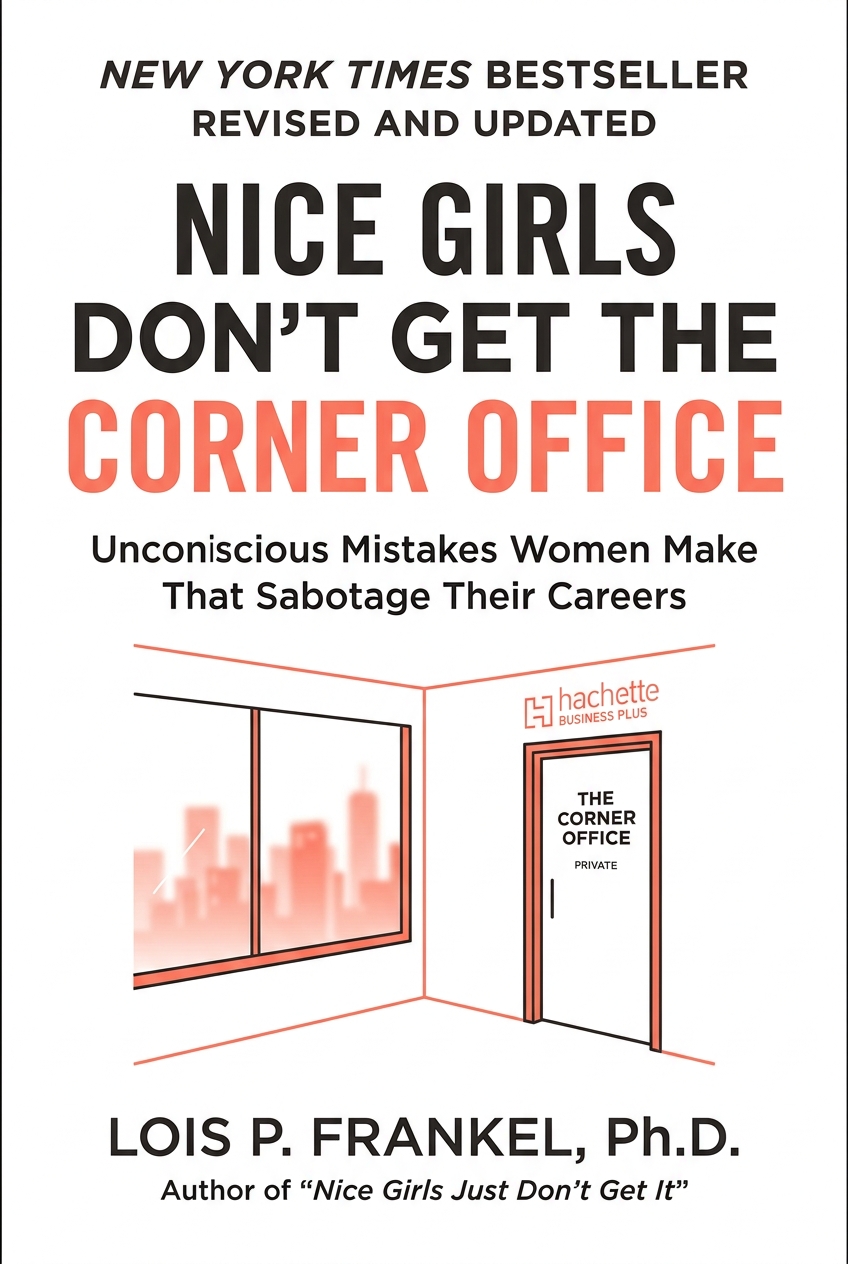 NEW YORK TIMES BESTSELLER
REVISED AND UPDATED
NICE GIRLS
DON’T GET THE
CORNER OFFICE
Unconiscious Mistakes Women Make
That Sabotage Their Careers
hachette
BUSINESS PLUS
THE
CORNER
OFFICE
PRIVATE
LOIS P. FRANKEL, Ph.D.
Author of “Nice Girls Just Don’t Get It”